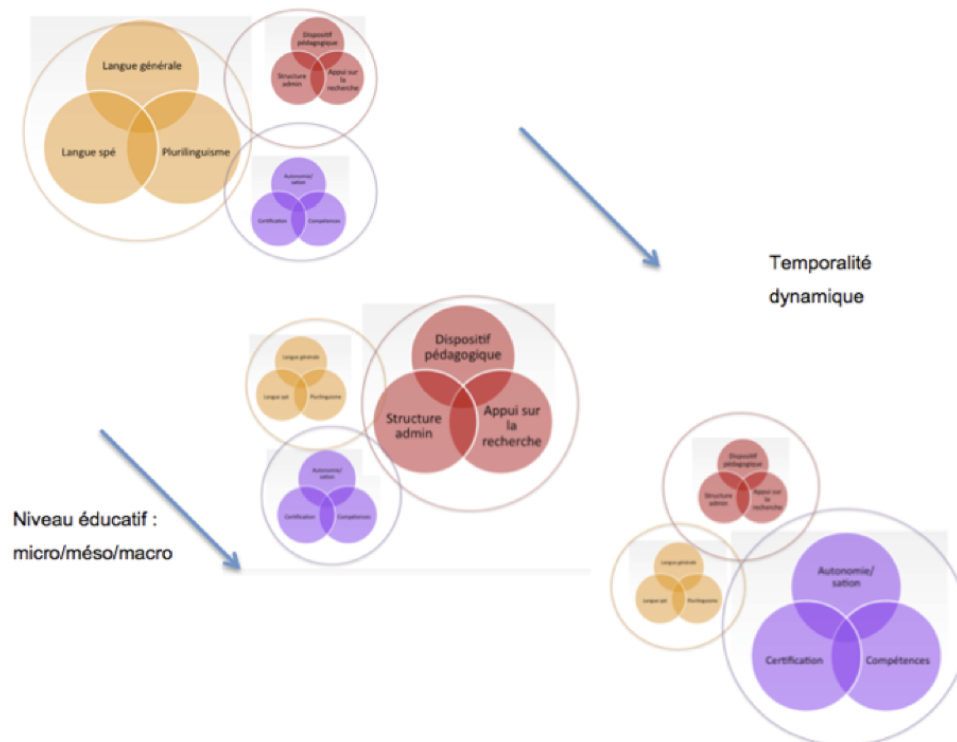 Langue générale
Langue spé
Plurilinguisme
Dispositif
pédagogique
Structure
admin
Appui sur
la
recherche
Autonomie/
sation
Certification
Compétences
Temporalité
dynamique
Langue générale
Langue spé
Plurilinguisme
Dispositif
pédagogique
Structure
admin
Appui sur
la
recherche
Autonomie/
sation
Certification
Compétences
Niveau éducatif :
micro/méso/macro
Dispositif
pédagogique
Structure
admin
Appui sur
la
recherche
Langue générale
Langue spé
Plurilinguisme
Autonomie/
sation
Certification
Compétences